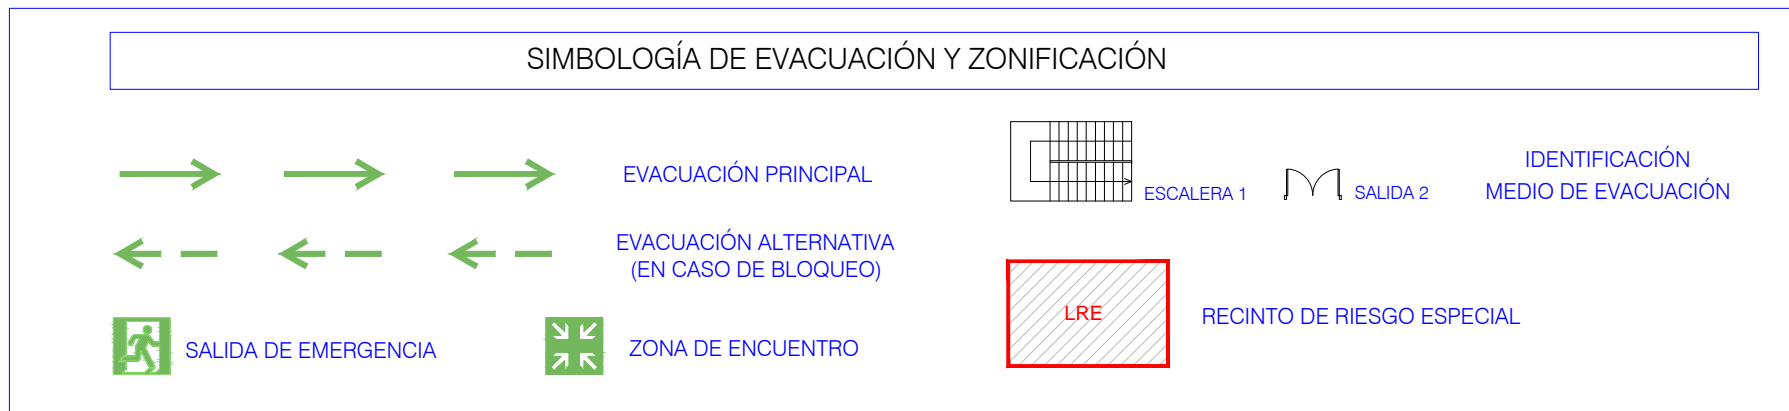 SIMBOLOGÍA DE EVACUACIÓN Y ZONIFICACIÓN
EVACUACIÓN PRINCIPAL
EVACUACIÓN ALTERNATIVA
(EN CASO DE BLOQUEO)
SALIDA DE EMERGENCIA
ZONA DE ENCUENTRO
ESCALERA 1
SALIDA 2
IDENTIFICACIÓN
MEDIO DE EVACUACIÓN
LRE
RECINTO DE RIESGO ESPECIAL